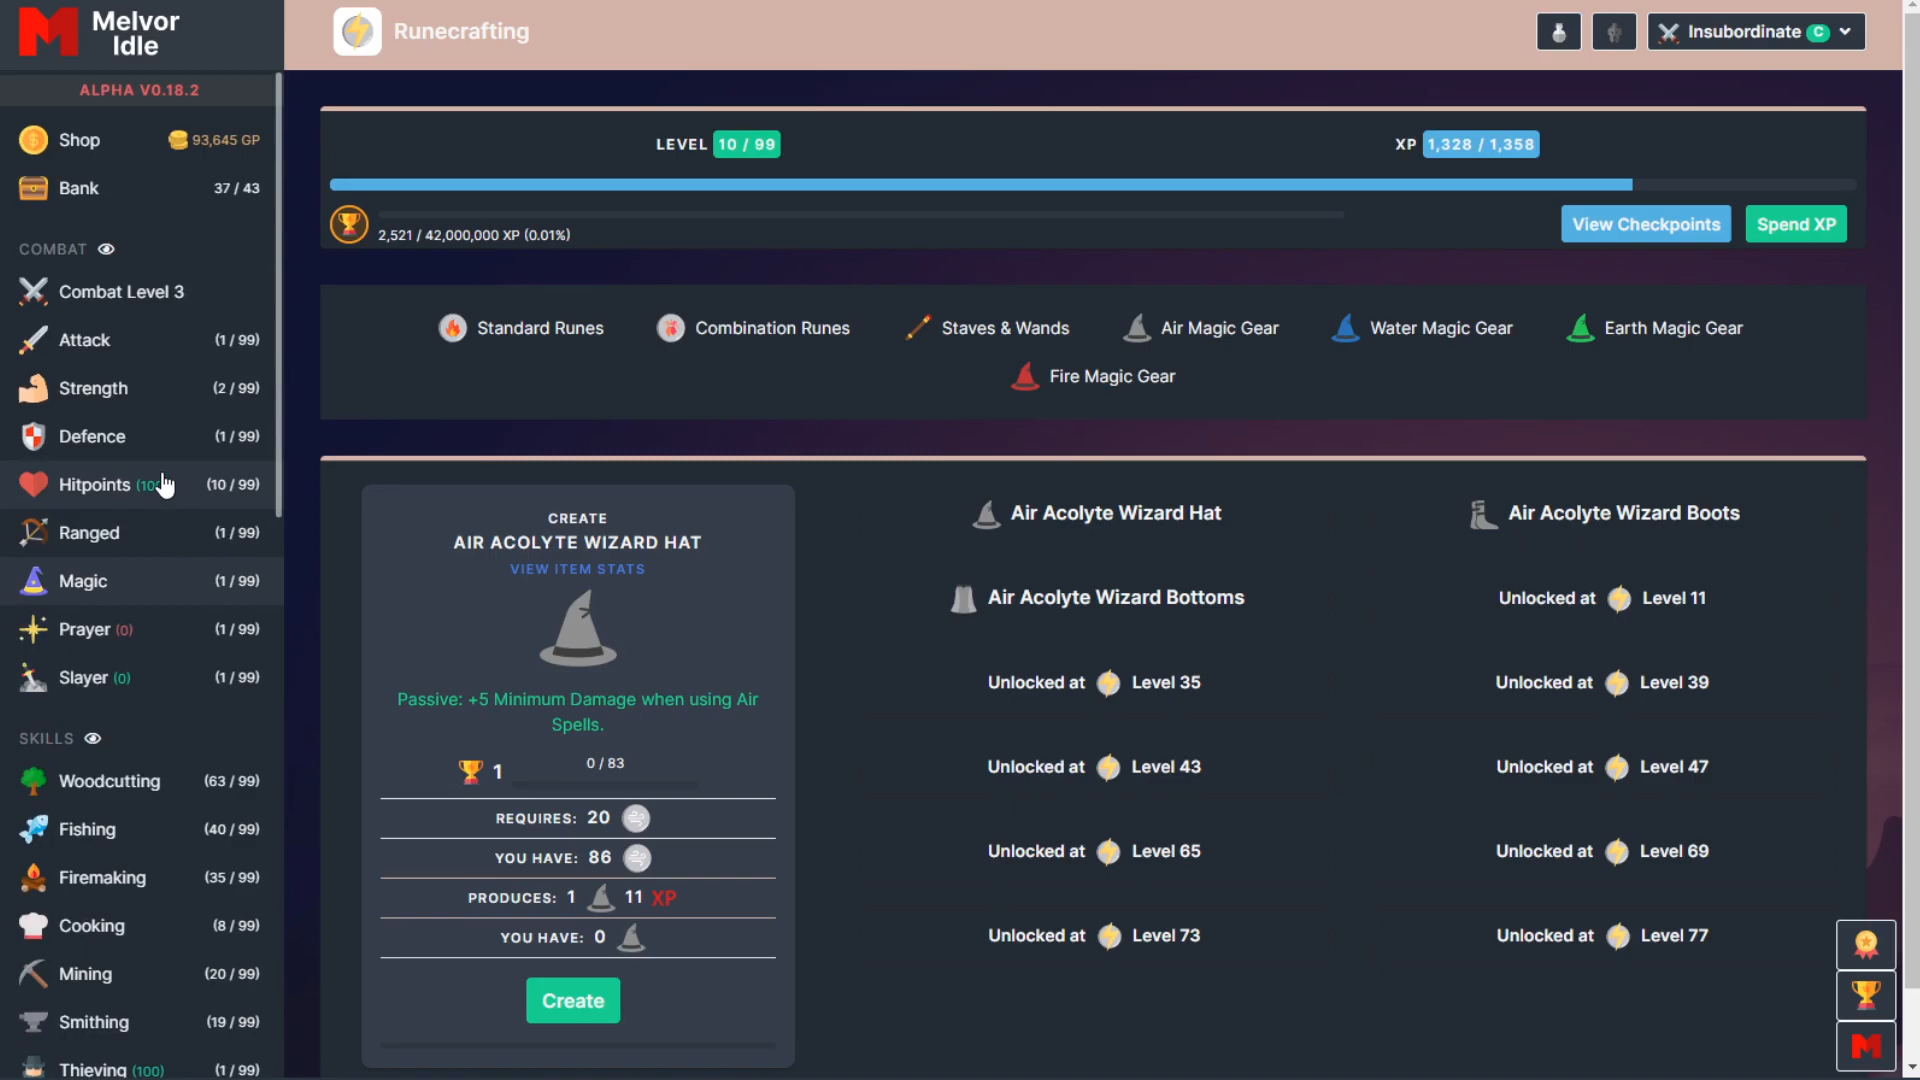 Melvor
Idle
ALPHA V0.18.2
Shop 93,645 GP
Bank 37 / 43
COMBAT
Combat Level 3
Attack (1 / 99)
Strength (2 / 99)
Defence (1 / 99)
Hitpoints (10 / 99)
Ranged (1 / 99)
Magic (1 / 99)
Prayer (0) (1 / 99)
Slayer (0) (1 / 99)
SKILLS
Woodcutting (63 / 99)
Fishing (40 / 99)
Firemaking (35 / 99)
Cooking (8 / 99)
Mining (20 / 99)
Smithing (19 / 99)
Thieving (100) (1 / 99)
Runecrafting
Insubordinate C
LEVEL 10 / 99
XP 1,328 / 1,358
2,521 / 42,000,000 XP (0.01%)
View Checkpoints
Spend XP
Standard Runes
Combination Runes
Staves & Wands
Air Magic Gear
Water Magic Gear
Earth Magic Gear
Fire Magic Gear
CREATE
AIR ACOLYTE WIZARD HAT
VIEW ITEM STATS
Passive: +5 Minimum Damage when using Air
Spells.
1 0 / 83
REQUIRES: 20
YOU HAVE: 86
PRODUCES: 1 11 XP
YOU HAVE: 0
Create
Air Acolyte Wizard Hat
Air Acolyte Wizard Boots
Air Acolyte Wizard Bottoms
Unlocked at Level 11
Unlocked at Level 35
Unlocked at Level 39
Unlocked at Level 43
Unlocked at Level 47
Unlocked at Level 65
Unlocked at Level 69
Unlocked at Level 73
Unlocked at Level 77